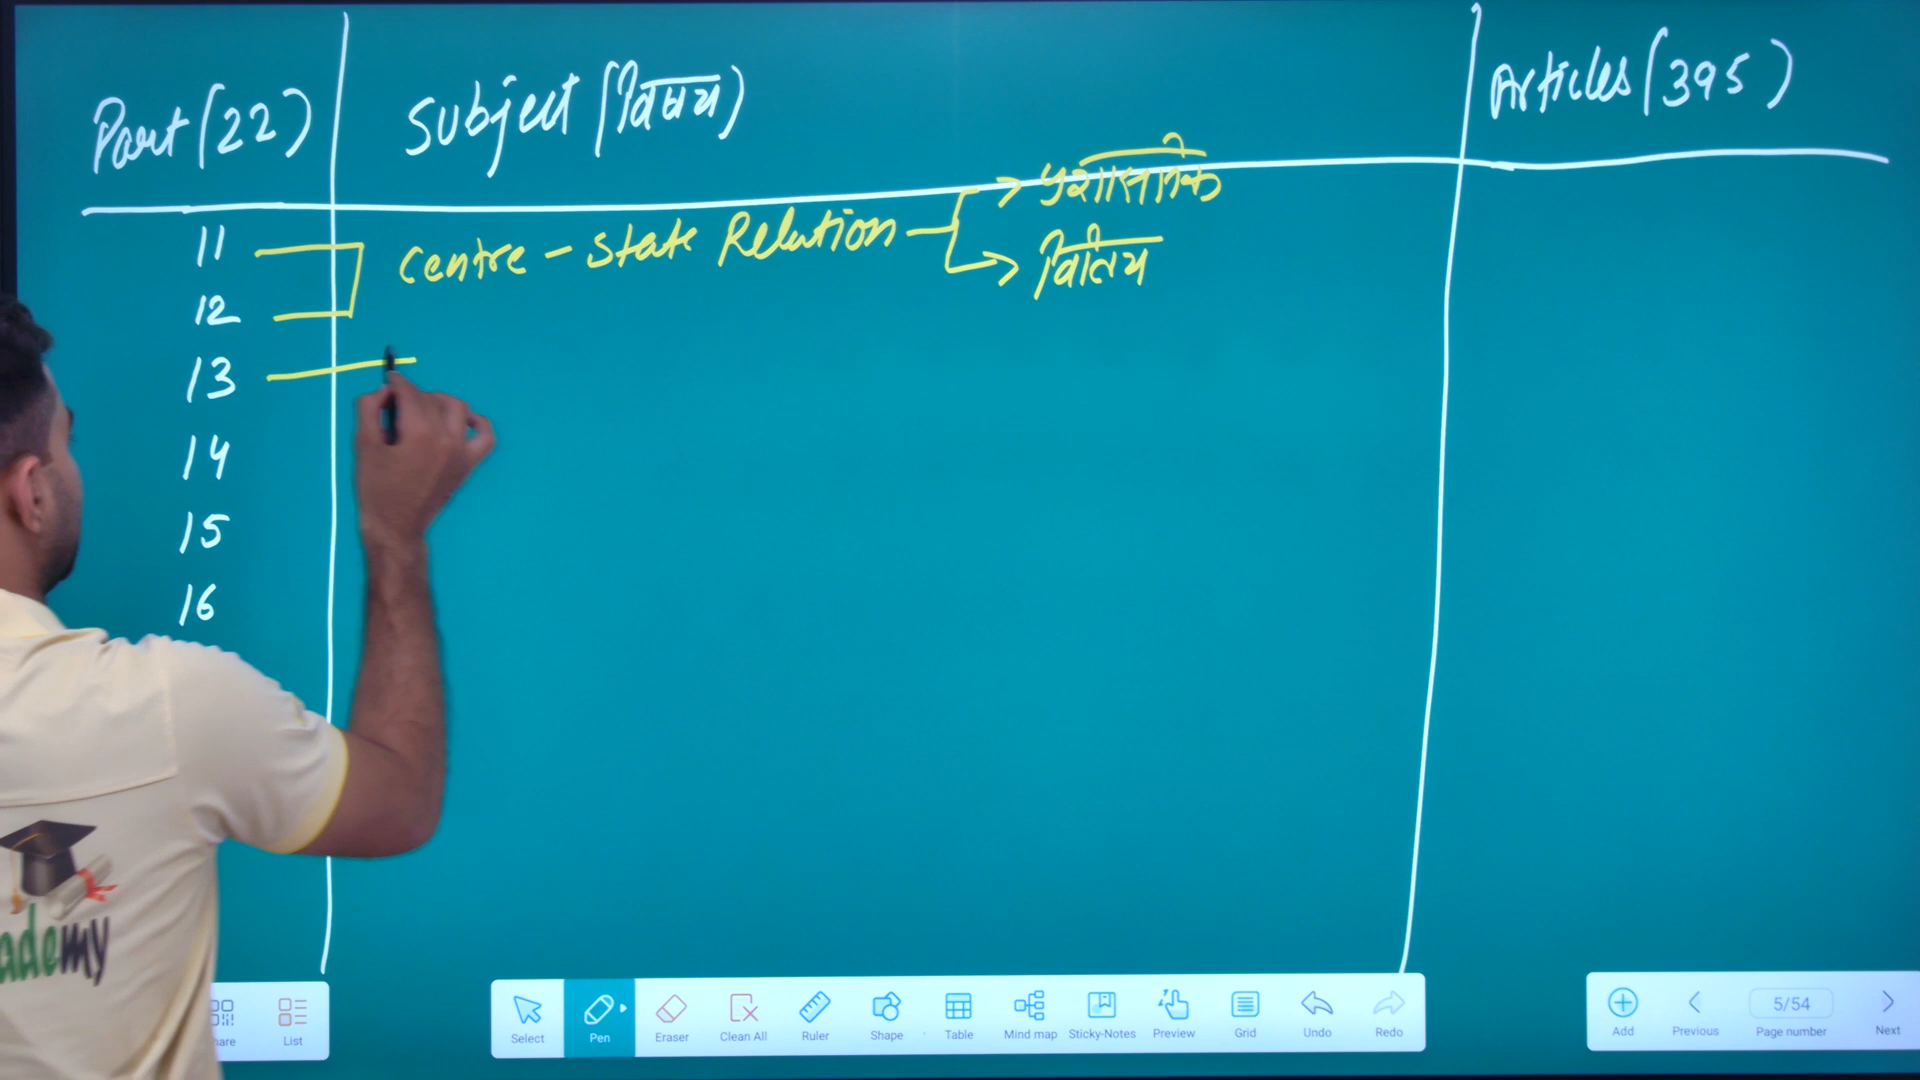 Part (22) Subject (विषय) Articles (395)
11 Centre - State Relation → प्रशासनिक
→ वित्तिय
12
13
14
15
16
ademy
hare List Select Pen Eraser Clean All Ruler Shape Table Mind map Sticky-Notes Preview Grid Undo Redo Add Previous 5/54 Page number Next